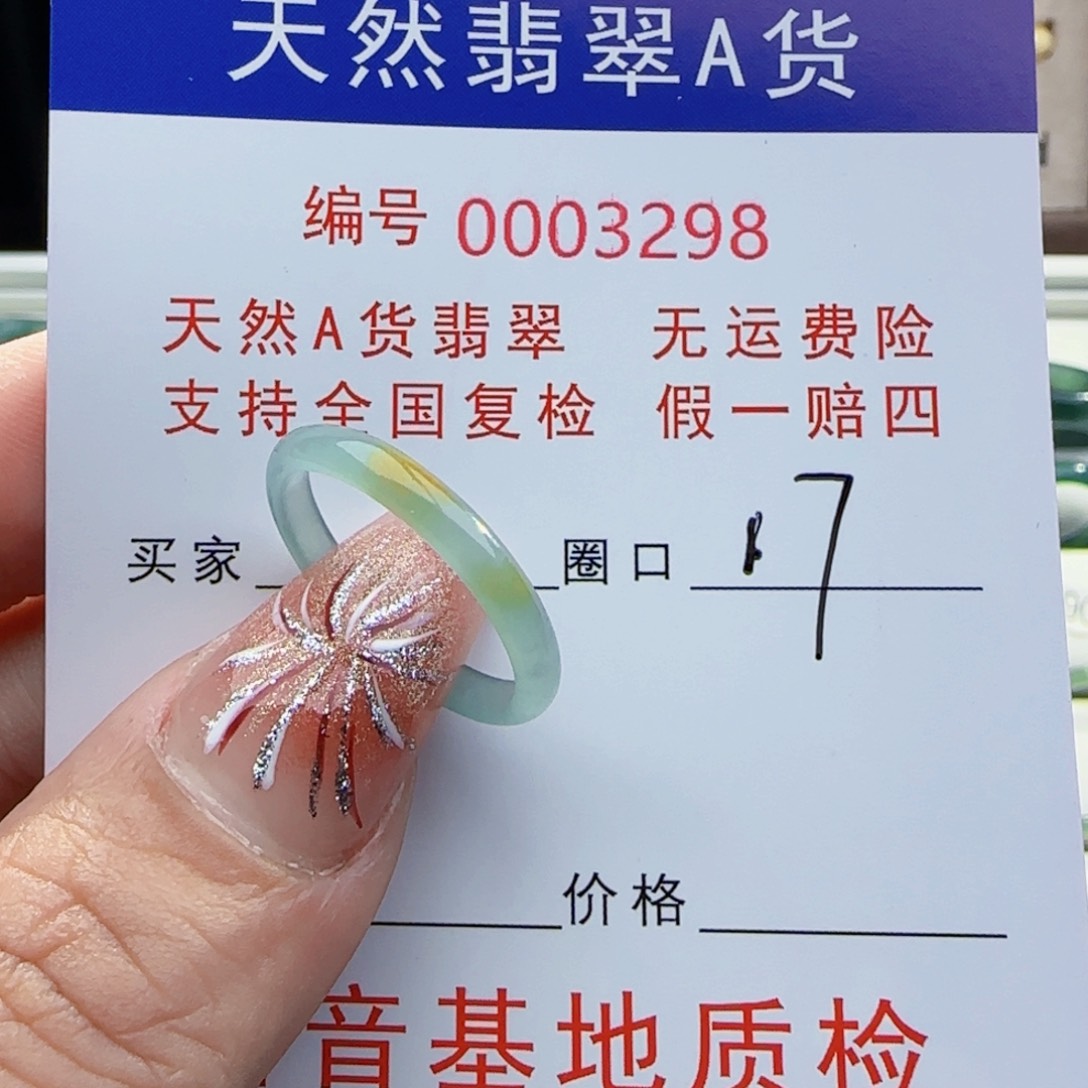 天然翡翠A货
编号 0003298
天然A货翡翠 无运费险
支持全国复检 假一赔四
买家 圈口 17
价格
音基地质检